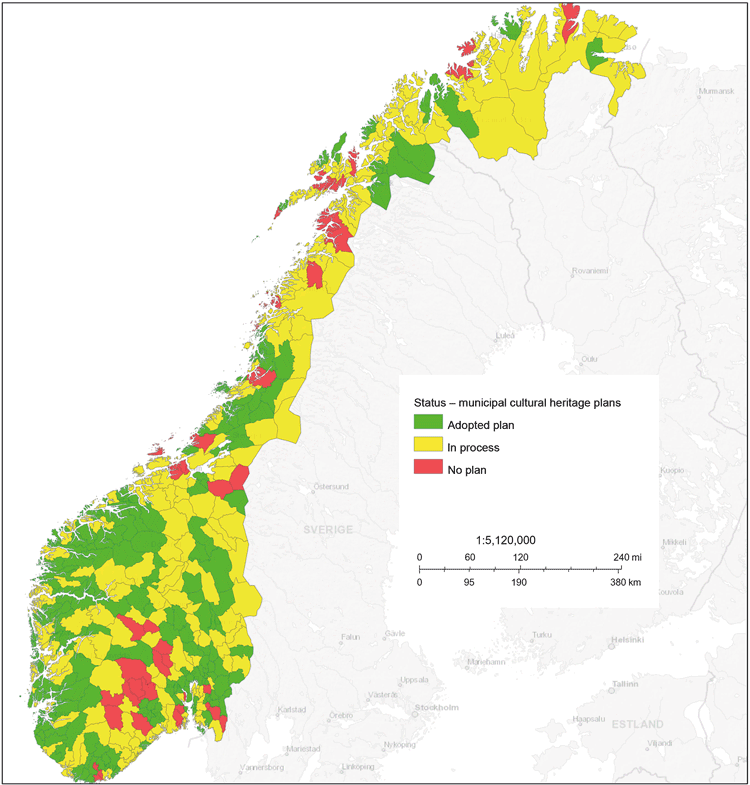 Murmansk
Rovaniemi
Luleå
Oulu
Status – municipal cultural heritage plans
Adopted plan
In process
No plan
Kuopio
Östersund
SVERIGE
1:5,120,000
0 60 120 240 mi
0 95 190 380 km
Mikkeli
Kouvola
Falun
Gävle
Turku
Helsinki
Mariehamn
Uppsala
Tallinn
Västerås
Karlstad
Örebro
Stockholm
Haapsalu
ESTLAND
Mariestad
Nyköping
Viljandi
Vänersborg
Linköping